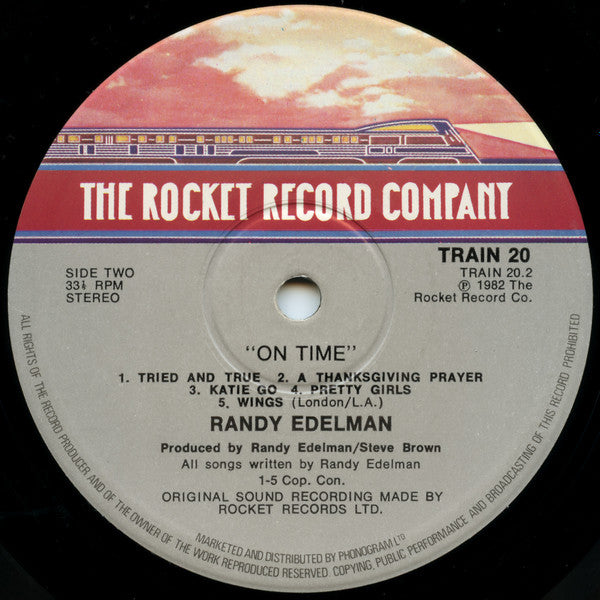 THE ROCKET RECORD COMPANY
SIDE TWO
33⅓ RPM
STEREO
TRAIN 20
TRAIN 20.2
℗ 1982 The
Rocket Record Co.
"ON TIME"
1. TRIED AND TRUE 2. A THANKSGIVING PRAYER
3. KATIE GO 4. PRETTY GIRLS
5. WINGS (London/L.A.)
RANDY EDELMAN
Produced by Randy Edelman/Steve Brown
All songs written by Randy Edelman
1-5 Cop. Con.
ORIGINAL SOUND RECORDING MADE BY
ROCKET RECORDS LTD.
MARKETED AND DISTRIBUTED BY PHONOGRAM LTD
ALL RIGHTS OF THE RECORD PRODUCER AND OF THE OWNER OF THE WORK REPRODUCED RESERVED. COPYING, PUBLIC PERFORMANCE AND BROADCASTING OF THIS RECORD PROHIBITED